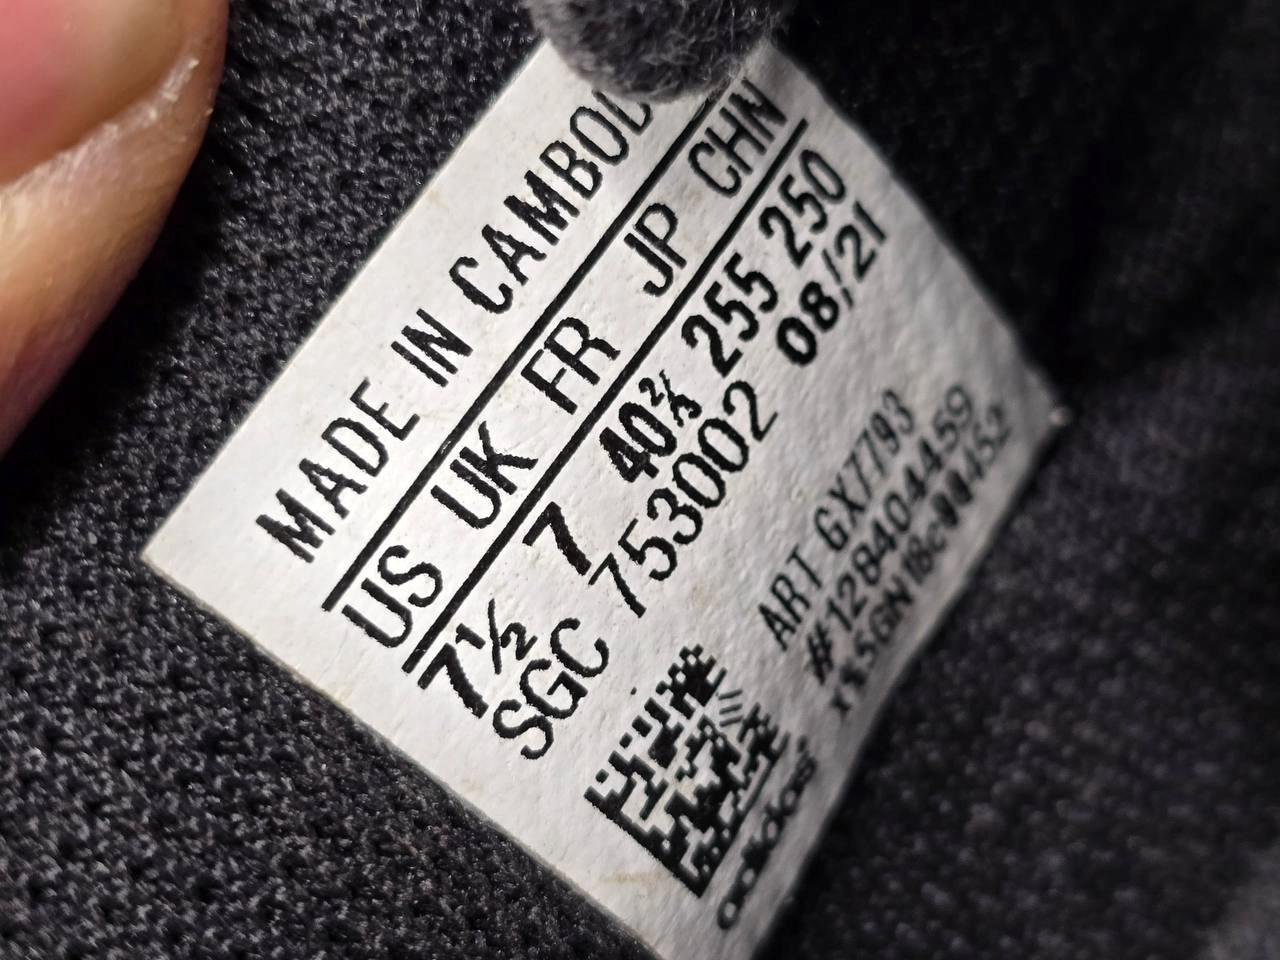 MADE IN CAMBOD
US UK FR JP CHN
7½ 7 40⅔ 255 250
SGC 753002 08/21
ART GX7793
#1284044459
adidas